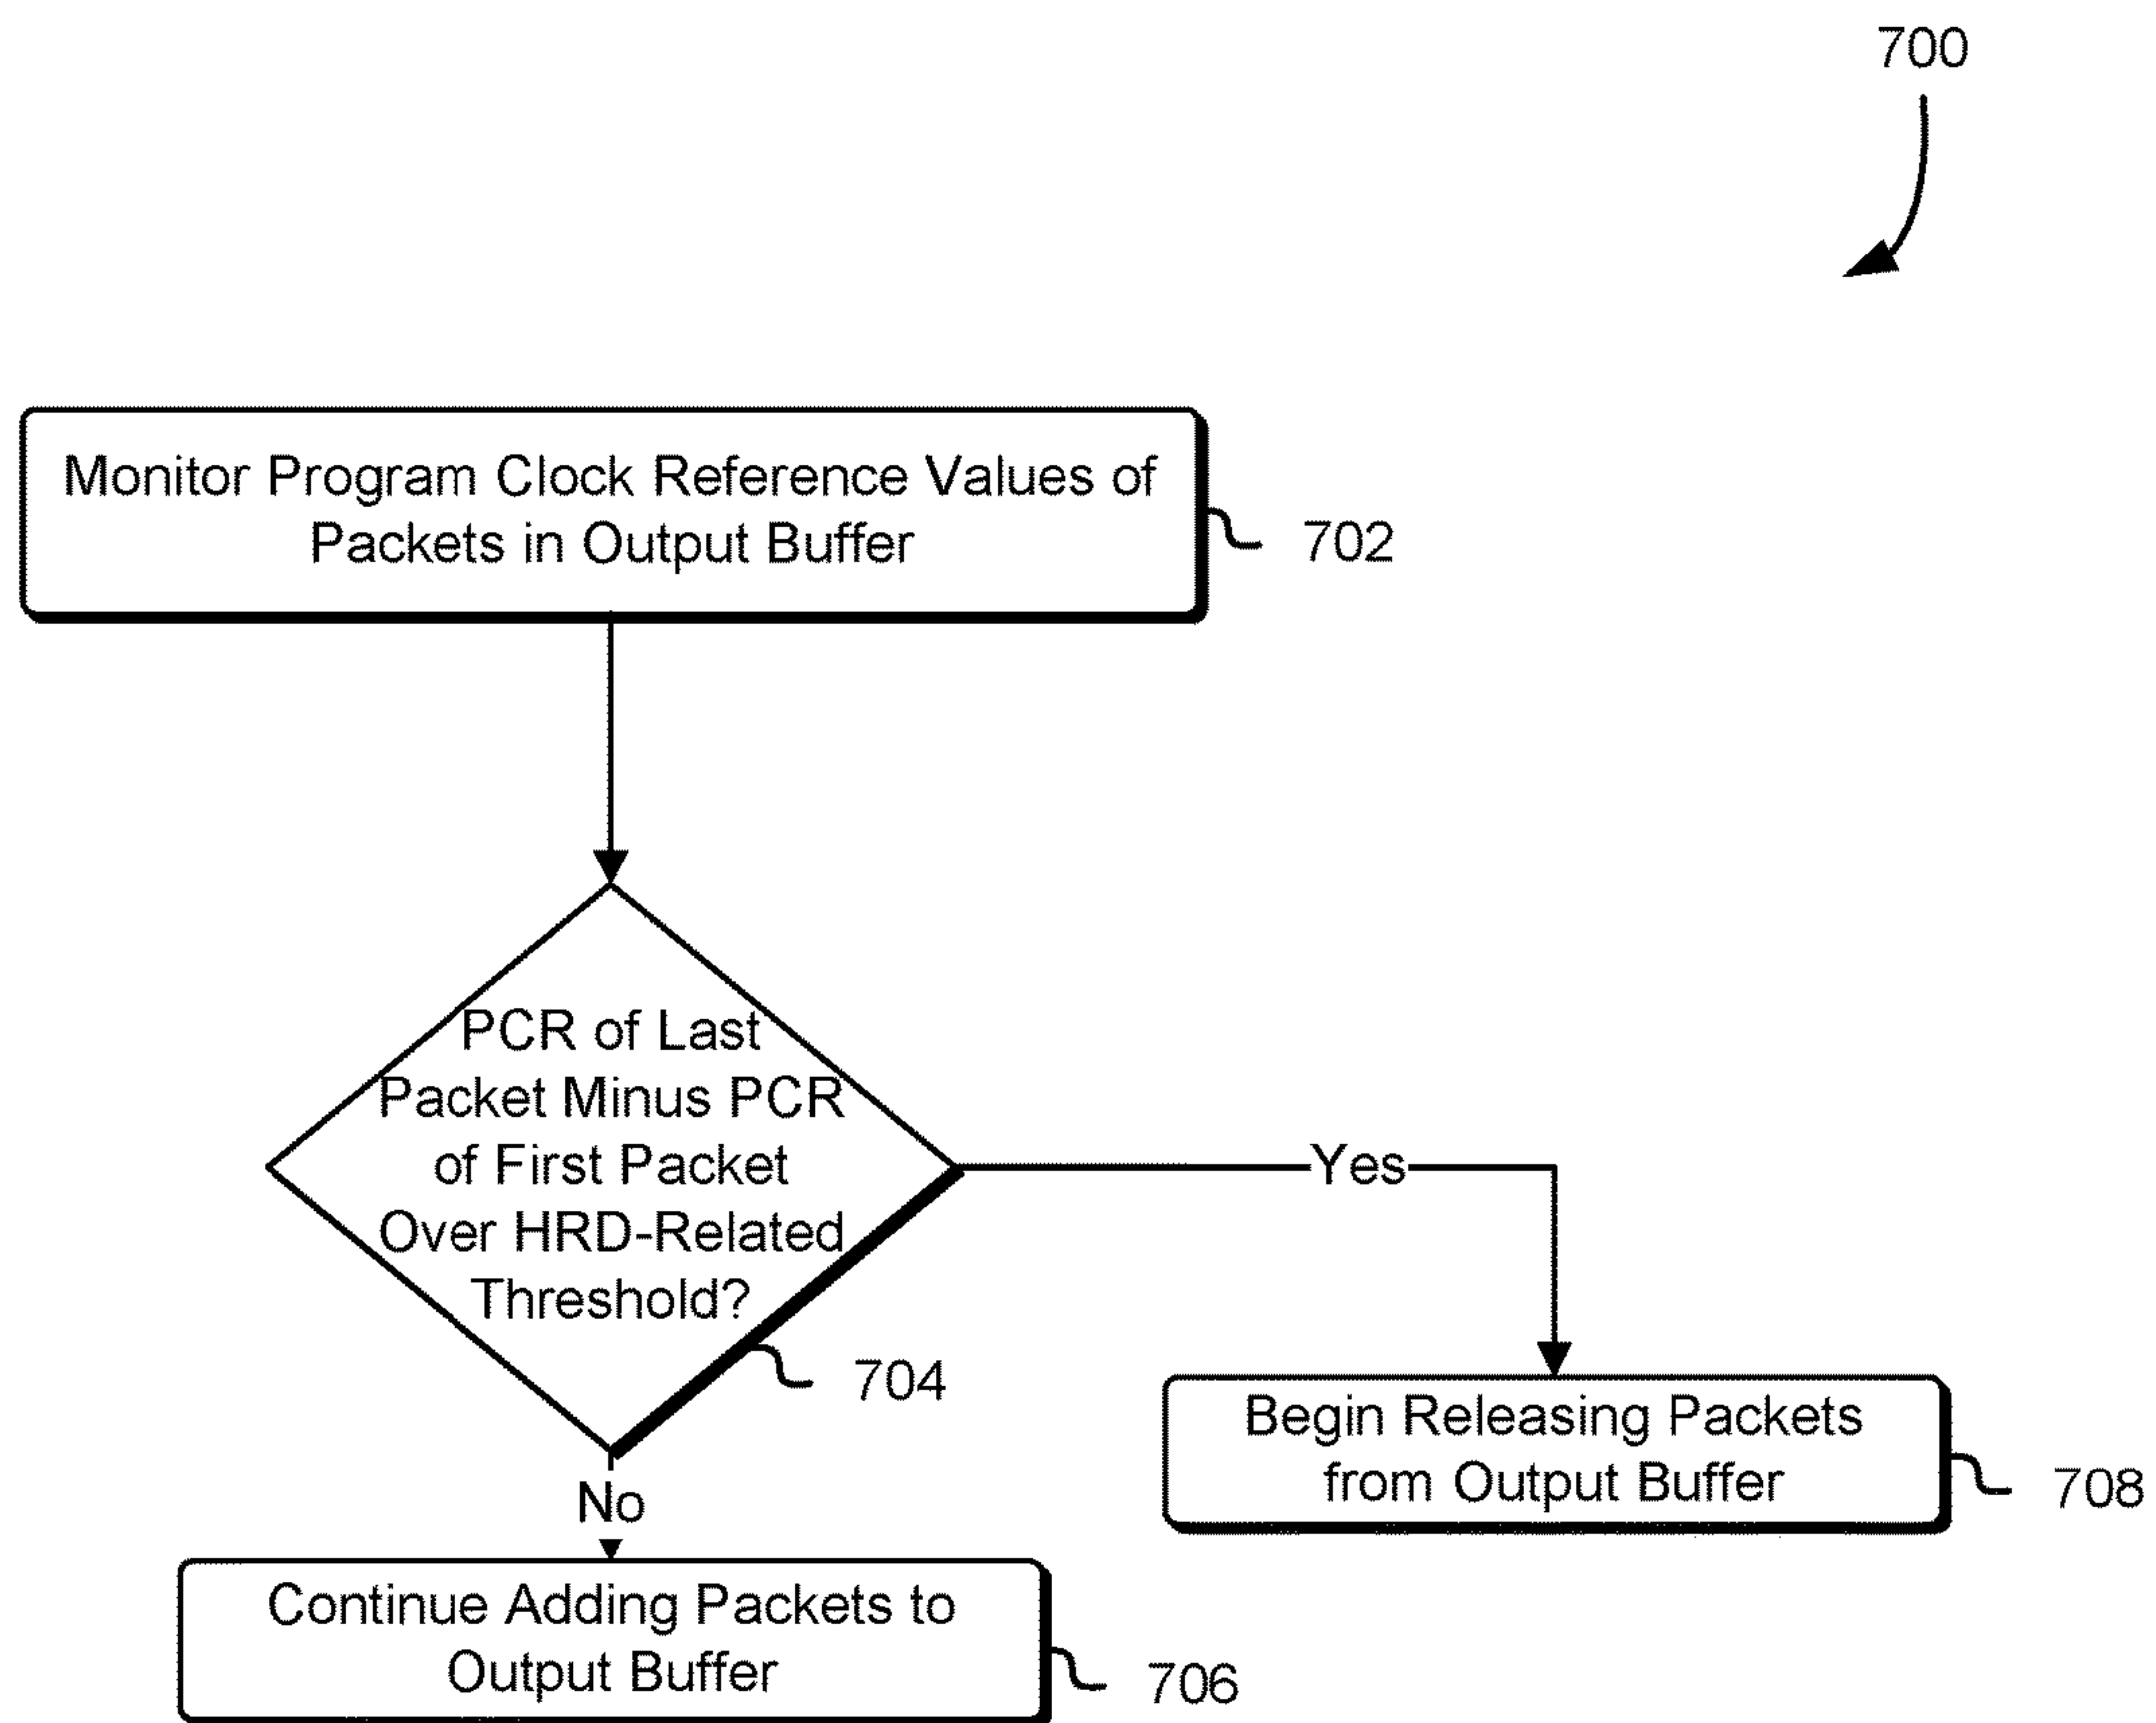 700
Monitor Program Clock Reference Values of
Packets in Output Buffer
702
PCR of Last
Packet Minus PCR
of First Packet
Over HRD-Related
Threshold?
Yes
704
Begin Releasing Packets
from Output Buffer
708
No
Continue Adding Packets to
Output Buffer
706